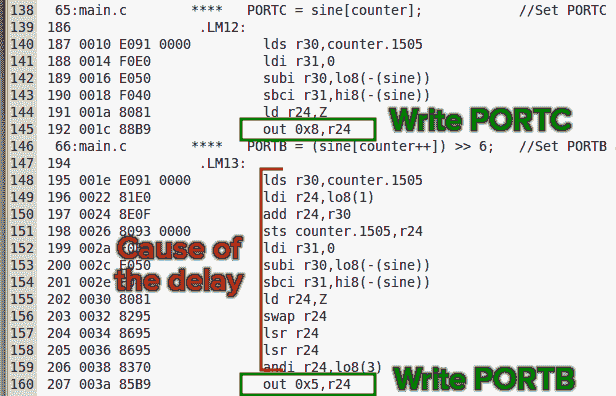 138 65:main.c **** PORTC = sine[counter]; //Set PORTC
139 186 .LM12:
140 187 0010 E091 0000 lds r30,counter.1505
141 188 0014 F0E0 ldi r31,0
142 189 0016 E050 subi r30,lo8(-(sine))
143 190 0018 F040 sbci r31,hi8(-(sine))
144 191 001a 8081 ld r24,Z
Write PORTC
145 192 001c 88B9 out 0x8,r24
146 66:main.c **** PORTB = (sine[counter++]) >> 6; //Set PORTB
147 194 .LM13:
148 195 001e E091 0000 lds r30,counter.1505
149 196 0022 81E0 ldi r24,lo8(1)
150 197 0024 8E0F add r24,r30
151 198 0026 8093 0000 sts counter.1505,r24
Cause of
152 199 002a ldi r31,0
153 200 002c subi r30,lo8(-(sine))
the delay
154 201 002e sbci r31,hi8(-(sine))
155 202 0030 8081 ld r24,Z
156 203 0032 8295 swap r24
157 204 0034 8695 lsr r24
158 205 0036 8695 lsr r24
159 206 0038 8370 andi r24,lo8(3)
160 207 003a 85B9 out 0x5,r24
Write PORTB